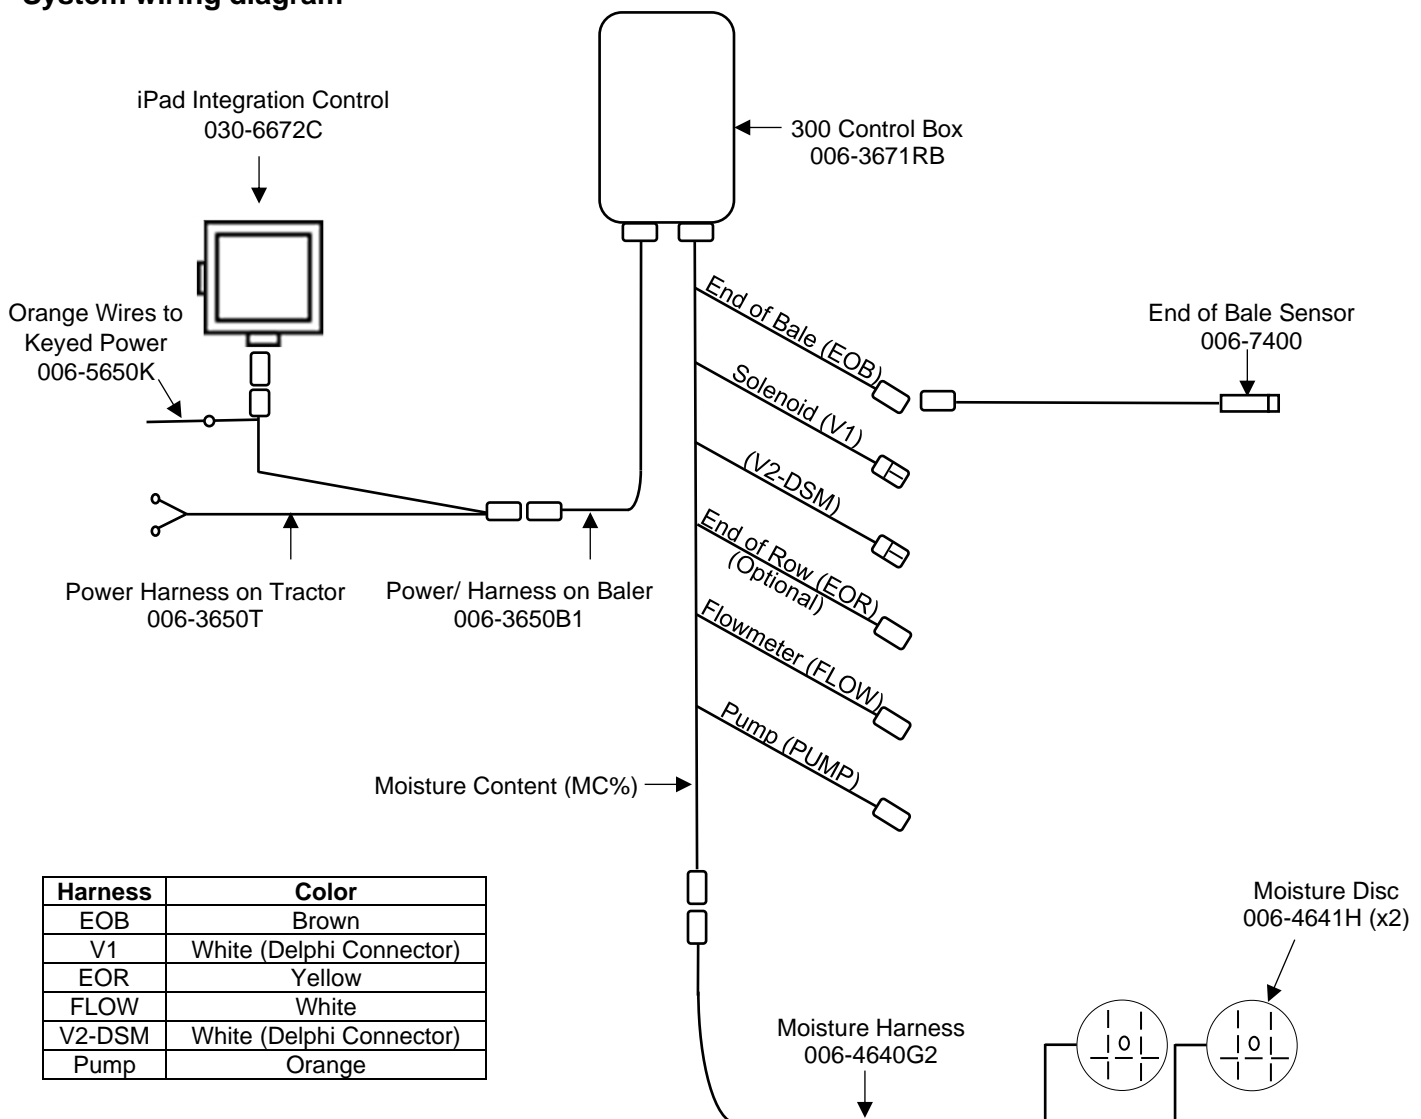 System wiring diagram
iPad Integration Control
030-6672C
300 Control Box
006-3671RB
Orange Wires to
Keyed Power
006-5650K
End of Bale Sensor
006-7400
End of Bale (EOB)
Solenoid (V1)
(V2-DSM)
End of Row (EOR)
(Optional)
Flowmeter (FLOW)
Pump (PUMP)
Power Harness on Tractor
006-3650T
Power/ Harness on Baler
006-3650B1
Moisture Content (MC%)
Harness Color
EOB Brown
V1 White (Delphi Connector)
EOR Yellow
FLOW White
V2-DSM White (Delphi Connector)
Pump Orange
Moisture Disc
006-4641H (x2)
Moisture Harness
006-4640G2